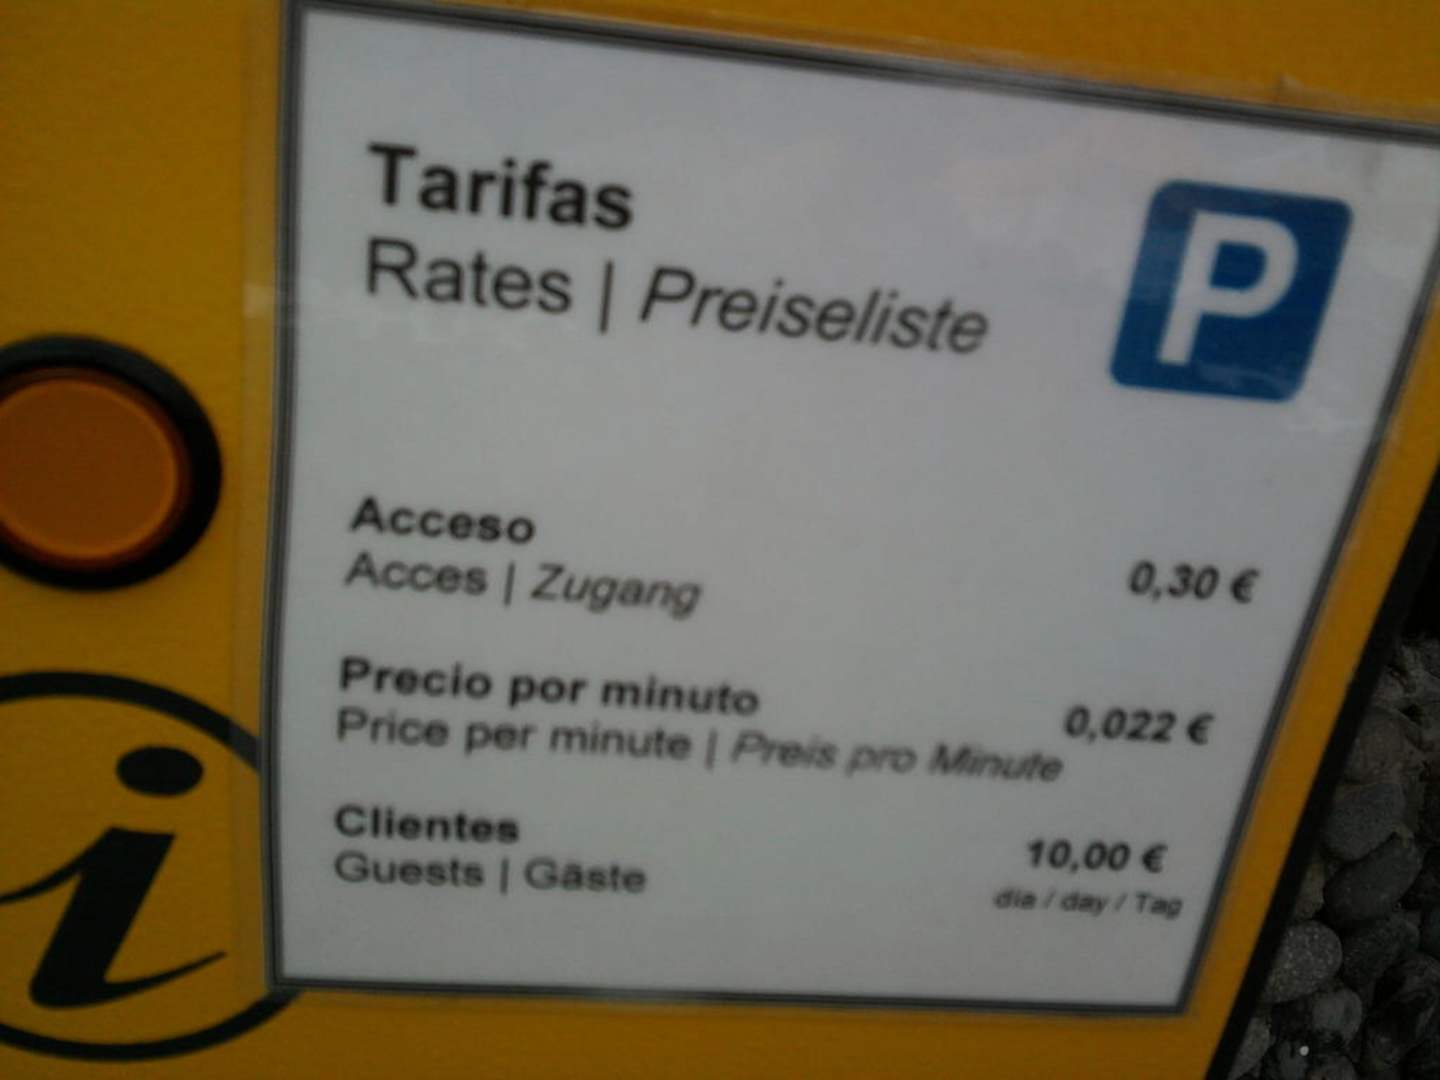 Tarifas
Rates | Preiseliste
P
Acceso
Acces | Zugang
0,30 €
Precio por minuto
Price per minute | Preis pro Minute
0,022 €
Clientes
Guests | Gäste
10,00 €
dia / day / Tag
i